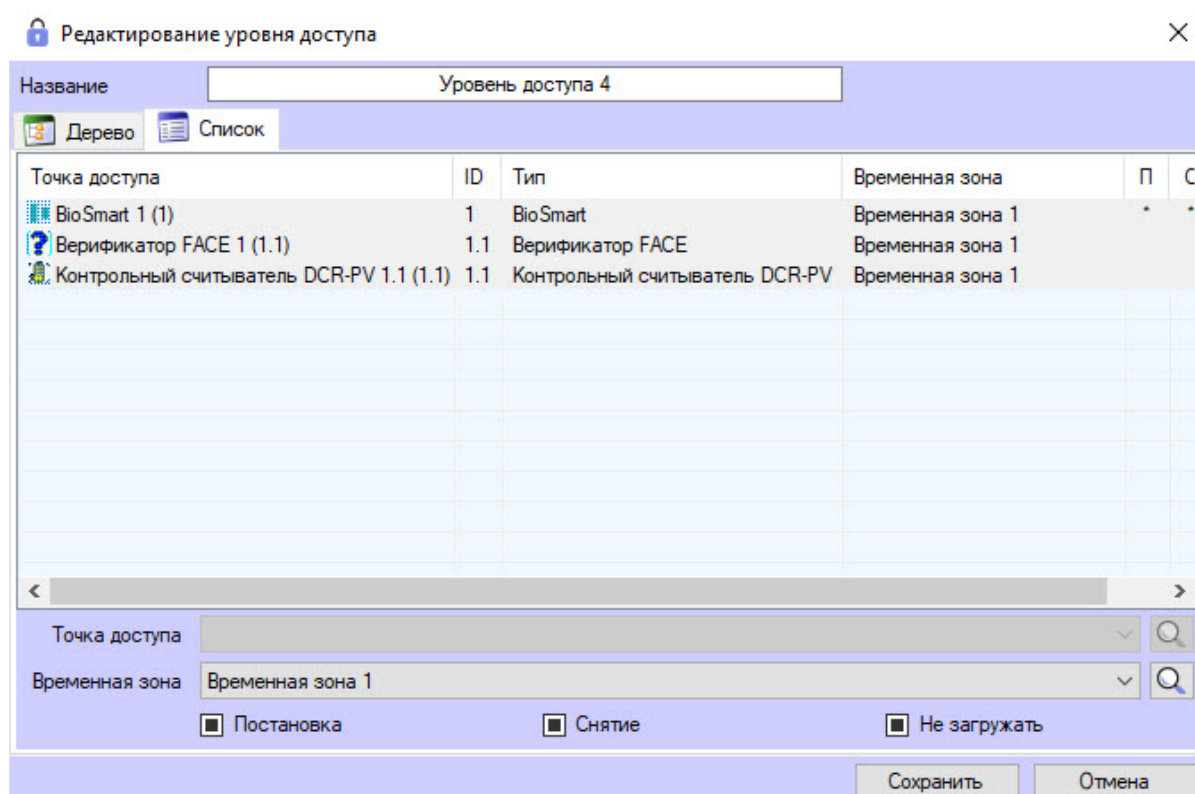 Редактирование уровня доступа
Название Уровень доступа 4
Дерево Список
Точка доступа ID Тип Временная зона П С
BioSmart 1 (1) 1 BioSmart Временная зона 1 * *
Верификатор FACE 1 (1.1) 1.1 Верификатор FACE Временная зона 1
Контрольный считыватель DCR-PV 1.1 (1.1) 1.1 Контрольный считыватель DCR-PV Временная зона 1
Точка доступа
Временная зона Временная зона 1
Постановка Снятие Не загружать
Сохранить Отмена